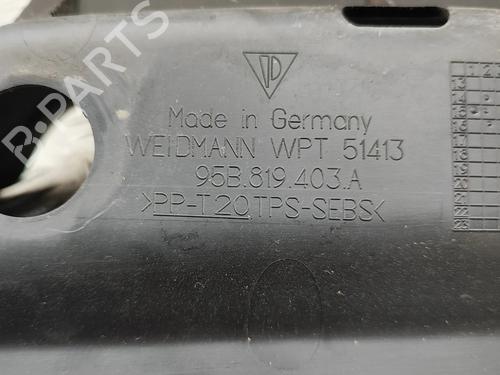 Made in Germany
WEIDMANN WPT 51413
95B.819.403.A
>PP-T20,TPS-SEBS<
B-PARTS